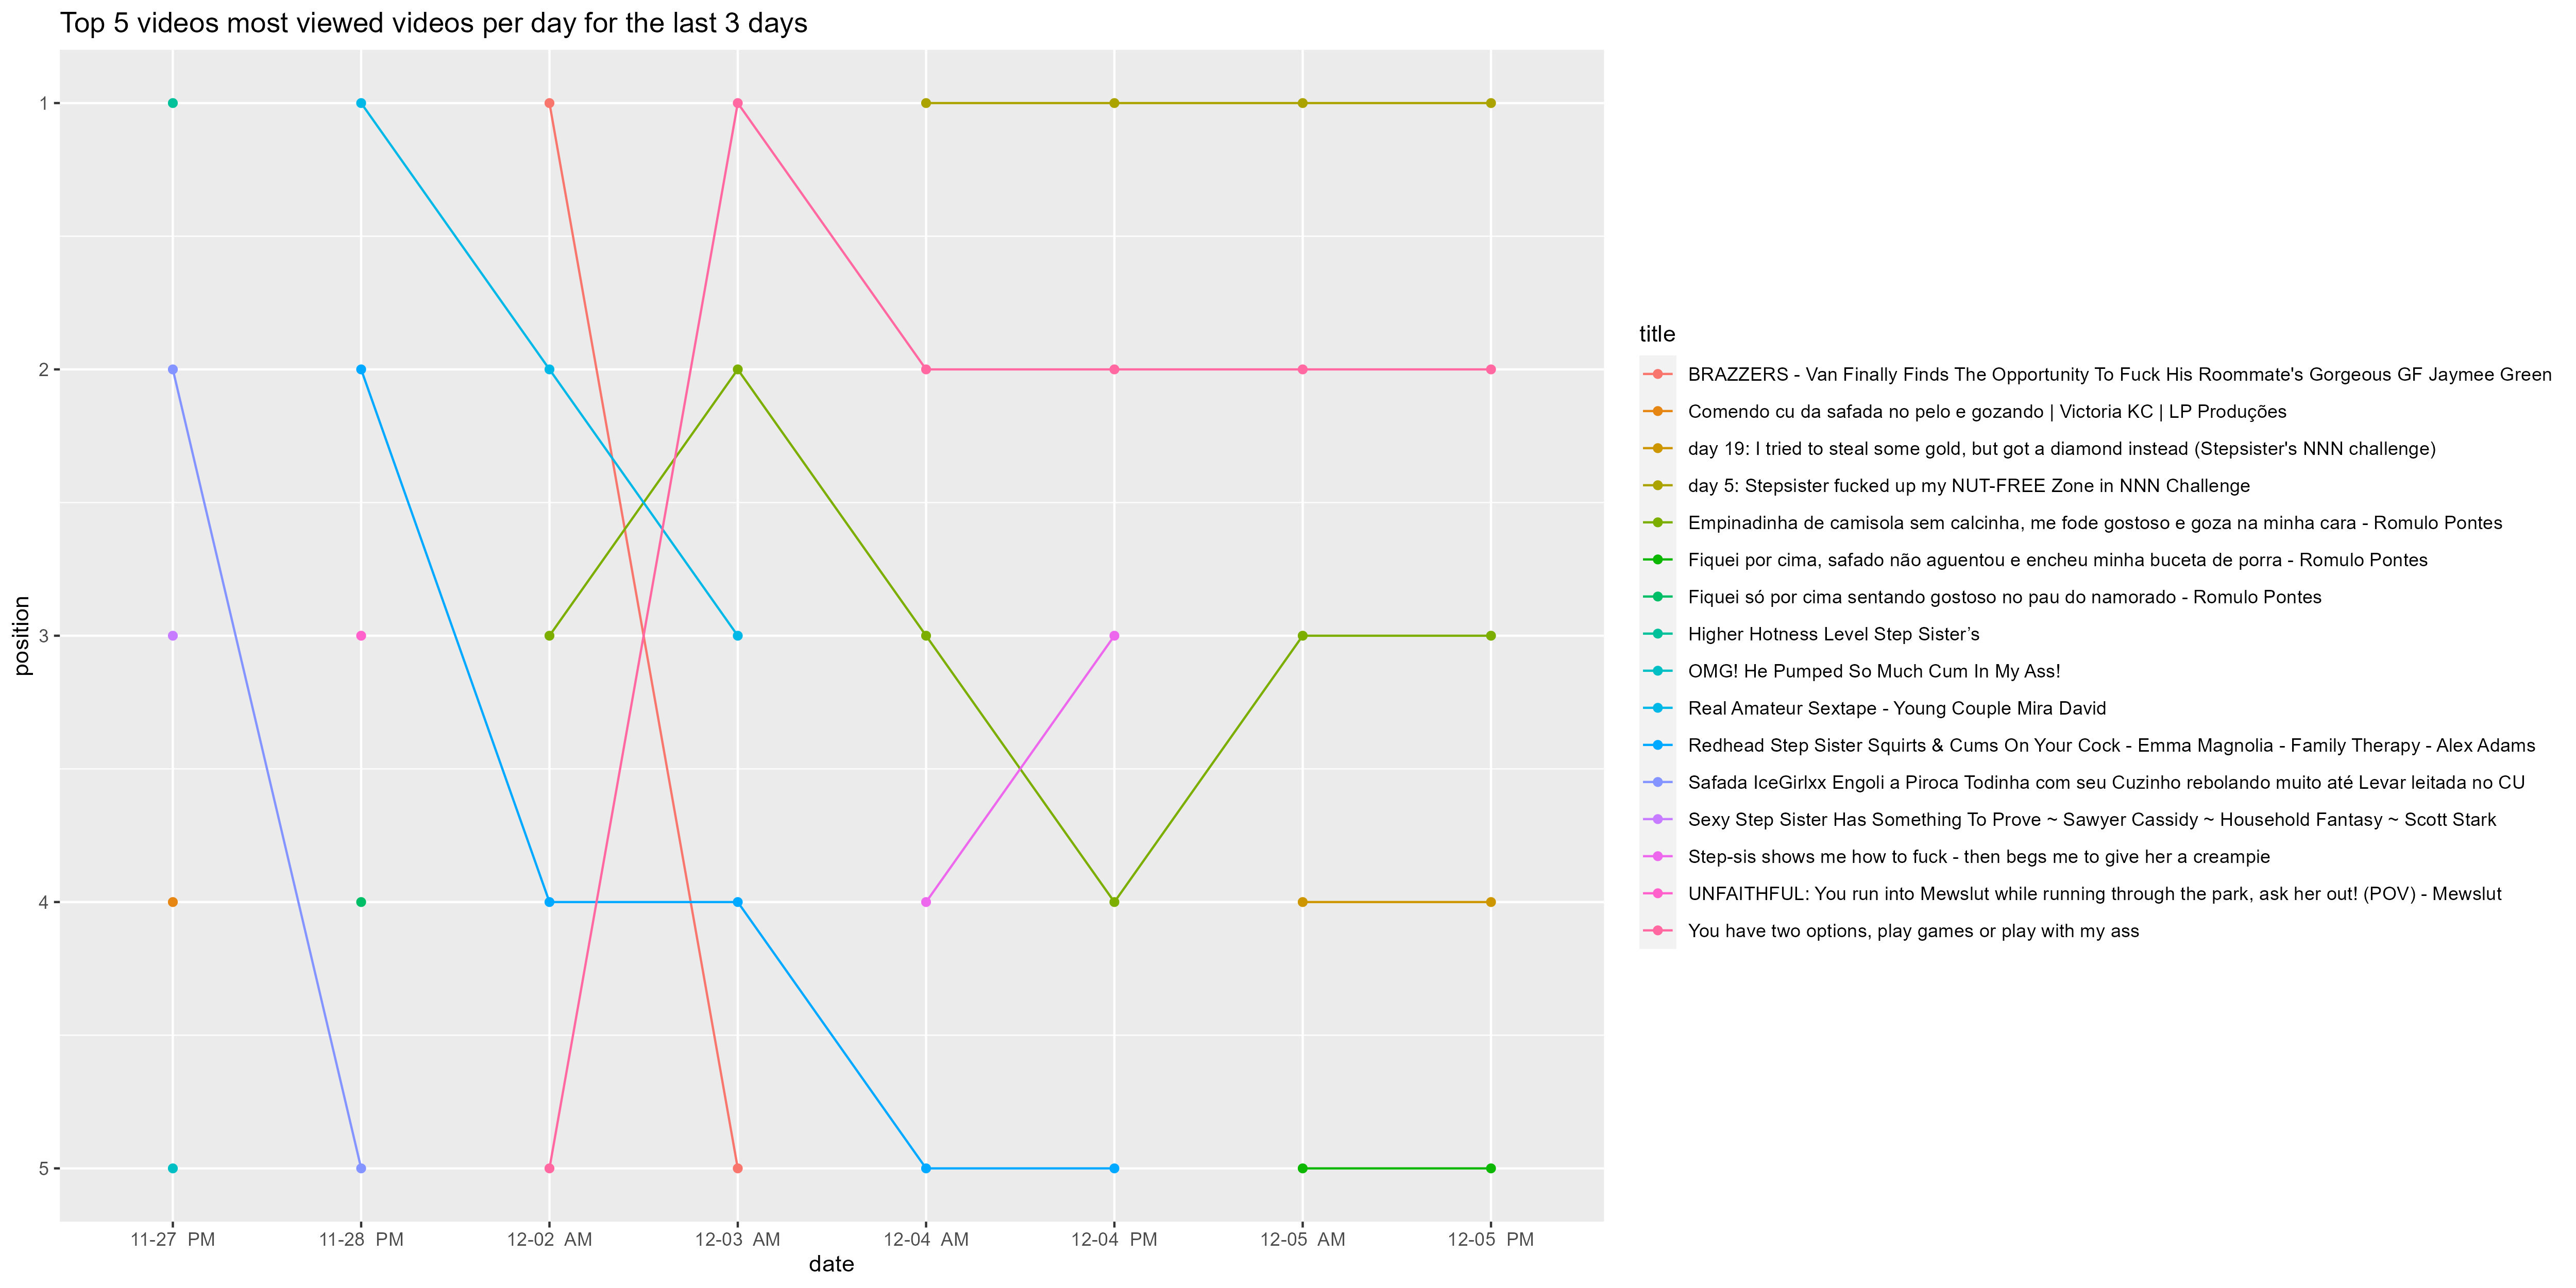 Top 5 videos most viewed videos per day for the last 3 days
1
2
3
4
5
position
11-27 PM
11-28 PM
12-02 AM
12-03 AM
12-04 AM
12-04 PM
12-05 AM
12-05 PM
date
title
BRAZZERS - Van Finally Finds The Opportunity To Fuck His Roommate's Gorgeous GF Jaymee Green
Comendo cu da safada no pelo e gozando | Victoria KC | LP Produções
day 19: I tried to steal some gold, but got a diamond instead (Stepsister's NNN challenge)
day 5: Stepsister fucked up my NUT-FREE Zone in NNN Challenge
Empinadinha de camisola sem calcinha, me fode gostoso e goza na minha cara - Romulo Pontes
Fiquei por cima, safado não aguentou e encheu minha buceta de porra - Romulo Pontes
Fiquei só por cima sentando gostoso no pau do namorado - Romulo Pontes
Higher Hotness Level Step Sister’s
OMG! He Pumped So Much Cum In My Ass!
Real Amateur Sextape - Young Couple Mira David
Redhead Step Sister Squirts & Cums On Your Cock - Emma Magnolia - Family Therapy - Alex Adams
Safada IceGirlxx Engoli a Piroca Todinha com seu Cuzinho rebolando muito até Levar leitada no CU
Sexy Step Sister Has Something To Prove ~ Sawyer Cassidy ~ Household Fantasy ~ Scott Stark
Step-sis shows me how to fuck - then begs me to give her a creampie
UNFAITHFUL: You run into Mewslut while running through the park, ask her out! (POV) - Mewslut
You have two options, play games or play with my ass